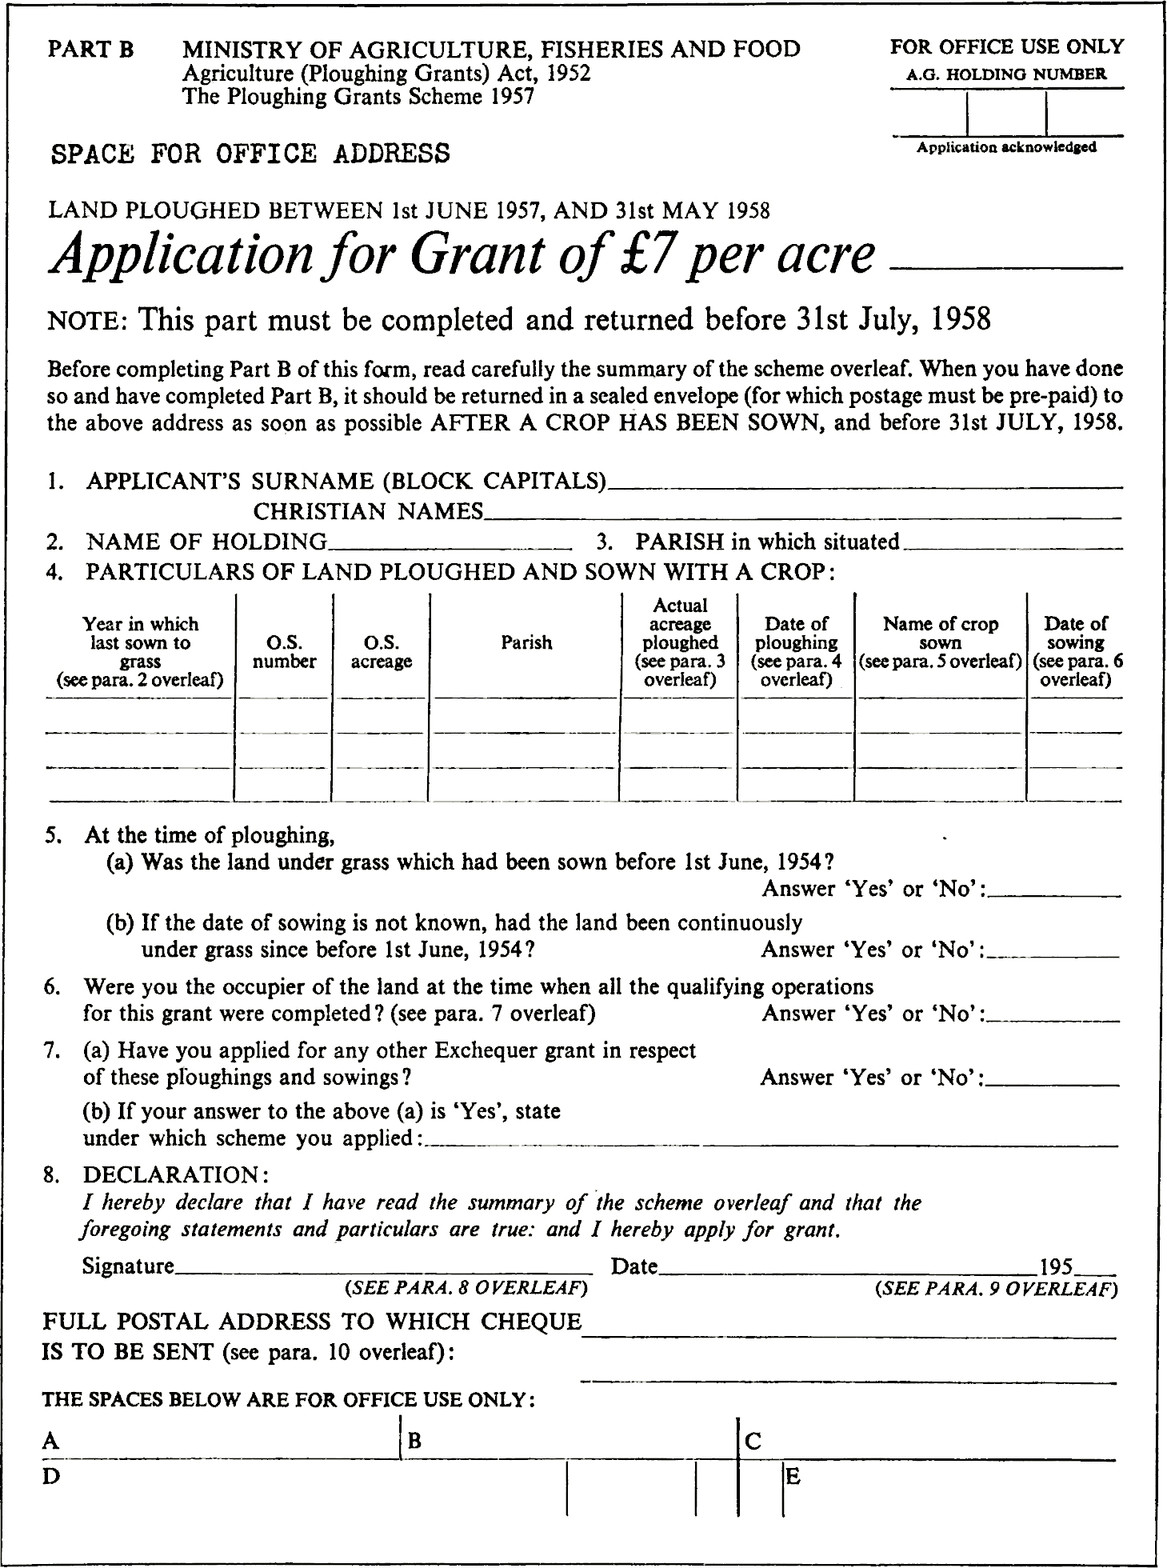 PART B MINISTRY OF AGRICULTURE, FISHERIES AND FOOD
Agriculture (Ploughing Grants) Act, 1952
The Ploughing Grants Scheme 1957
FOR OFFICE USE ONLY
A.G. HOLDING NUMBER
Application acknowledged
SPACE FOR OFFICE ADDRESS
LAND PLOUGHED BETWEEN 1st JUNE 1957, AND 31st MAY 1958
Application for Grant of £7 per acre
NOTE: This part must be completed and returned before 31st July, 1958
Before completing Part B of this form, read carefully the summary of the scheme overleaf. When you have done
so and have completed Part B, it should be returned in a sealed envelope (for which postage must be pre-paid) to
the above address as soon as possible AFTER A CROP HAS BEEN SOWN, and before 31st JULY, 1958.
1. APPLICANT'S SURNAME (BLOCK CAPITALS)
CHRISTIAN NAMES
2. NAME OF HOLDING 3. PARISH in which situated
4. PARTICULARS OF LAND PLOUGHED AND SOWN WITH A CROP:
Year in which
last sown to
grass
(see para. 2 overleaf)
O.S.
number
O.S.
acreage
Parish
Actual
acreage
ploughed
(see para. 3
overleaf)
Date of
ploughing
(see para. 4
overleaf)
Name of crop
sown
(see para. 5 overleaf)
Date of
sowing
(see para. 6
overleaf)
5. At the time of ploughing,
(a) Was the land under grass which had been sown before 1st June, 1954?
Answer ‘Yes’ or ‘No’:
(b) If the date of sowing is not known, had the land been continuously
under grass since before 1st June, 1954? Answer ‘Yes’ or ‘No’:
6. Were you the occupier of the land at the time when all the qualifying operations
for this grant were completed? (see para. 7 overleaf) Answer ‘Yes’ or ‘No’:
7. (a) Have you applied for any other Exchequer grant in respect
of these ploughings and sowings? Answer ‘Yes’ or ‘No’:
(b) If your answer to the above (a) is ‘Yes’, state
under which scheme you applied:
8. DECLARATION:
I hereby declare that I have read the summary of the scheme overleaf and that the
foregoing statements and particulars are true: and I hereby apply for grant.
Signature Date 195
(SEE PARA. 8 OVERLEAF) (SEE PARA. 9 OVERLEAF)
FULL POSTAL ADDRESS TO WHICH CHEQUE
IS TO BE SENT (see para. 10 overleaf):
THE SPACES BELOW ARE FOR OFFICE USE ONLY:
A B C
D E